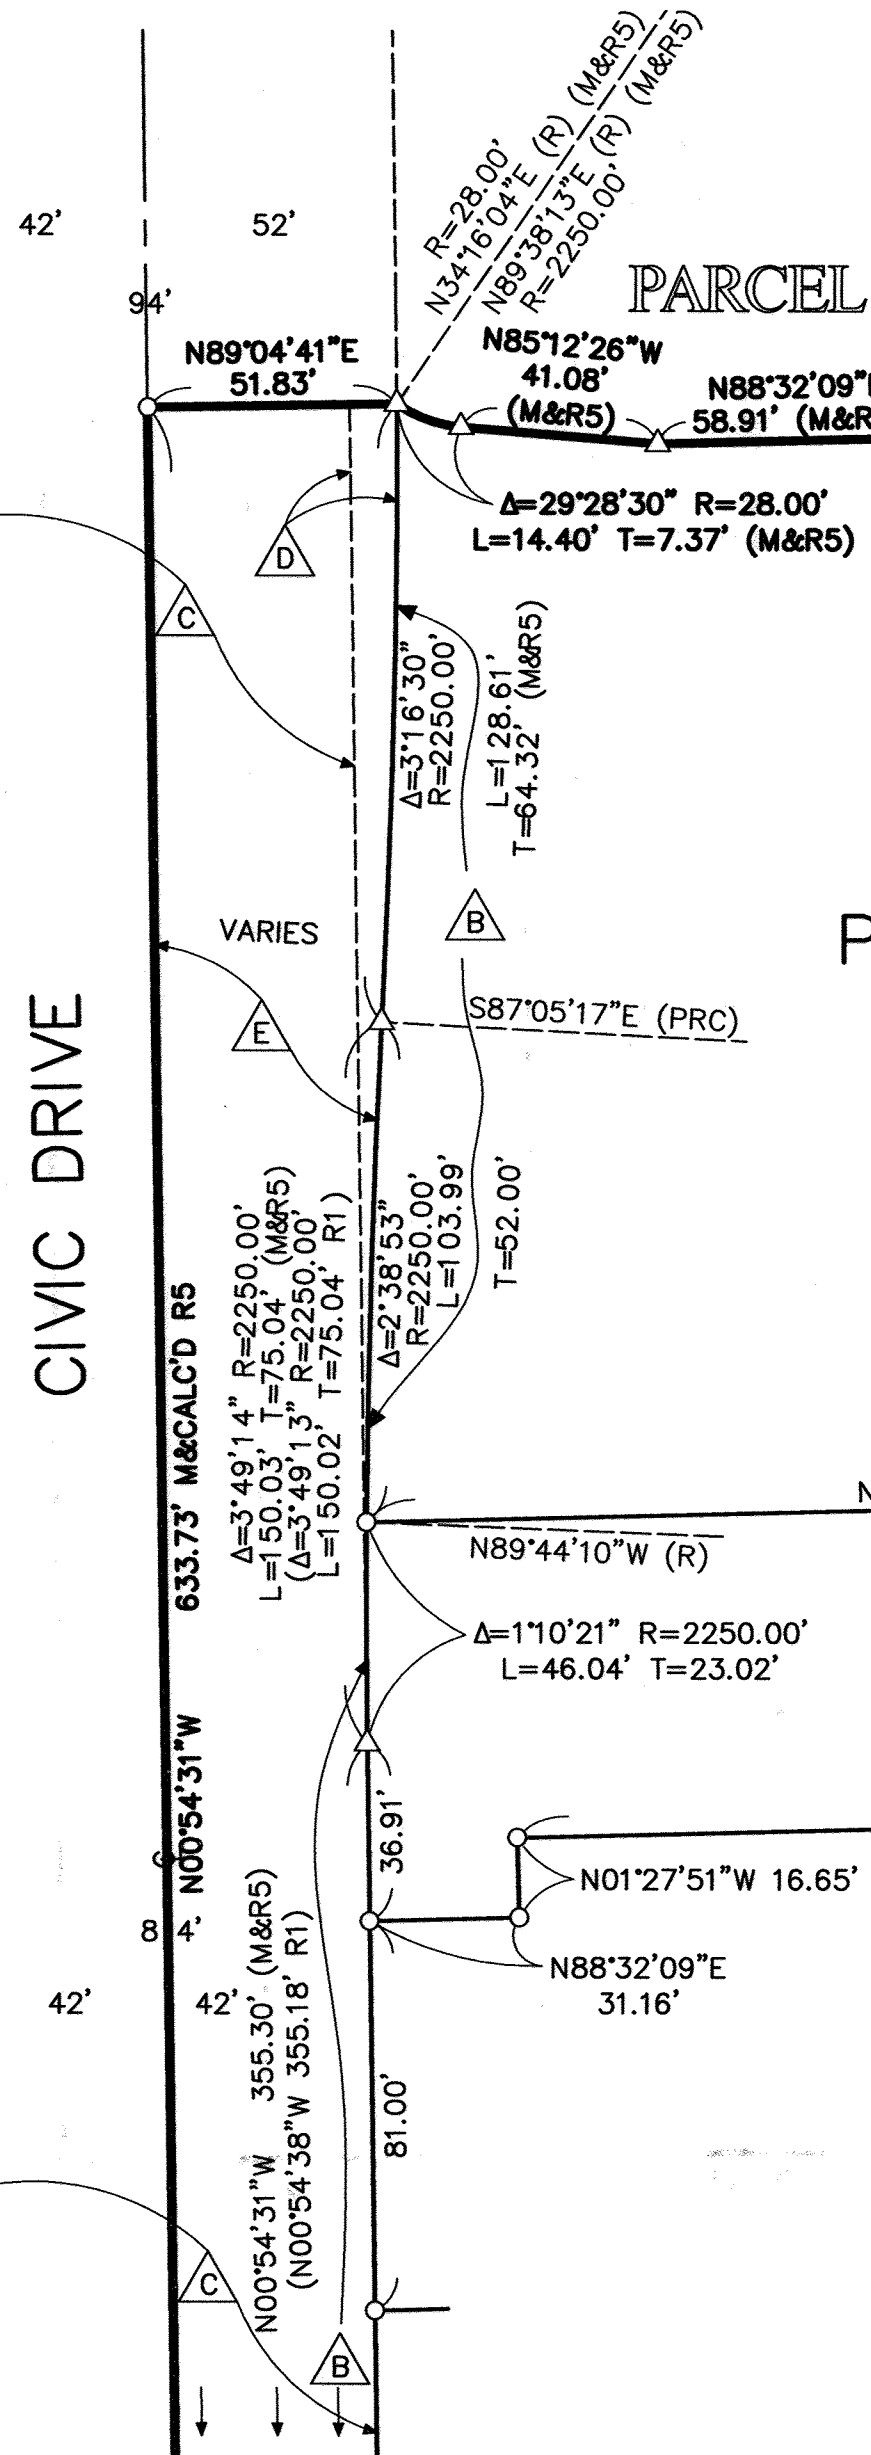 R=28.00'
N34°16'04"E (R) (M&R5)
N89°38'13"E (R) (M&R5)
R=2250.00'
42'
52'
94'
PARCEL
N89°04'41"E
51.83'
N85°12'26"W
41.08'
(M&R5)
N88°32'09"
58.91' (M&R
Δ=29°28'30" R=28.00'
L=14.40' T=7.37' (M&R5)
D
C
Δ=3°16'30"
R=2250.00'
L=128.61'
T=64.32' (M&R5)
B
VARIES
P
E
S87°05'17"E (PRC)
CIVIC DRIVE
633.73' M&CALC'D R5
Δ=3°49'14" R=2250.00'
L=150.03' T=75.04' (M&R5)
(Δ=3°49'13" R=2250.00'
L=150.02' T=75.04' R1)
Δ=2°38'53"
R=2250.00'
L=103.99'
T=52.00'
N
N89°44'10"W (R)
Δ=1°10'21" R=2250.00'
L=46.04' T=23.02'
N00°54'31"W
36.91'
N01°27'51"W 16.65'
84'
N88°32'09"E
31.16'
42'
42'
N00°54'31"W 355.30' (M&R5)
(N00°54'38"W 355.18' R1)
81.00'
C
B